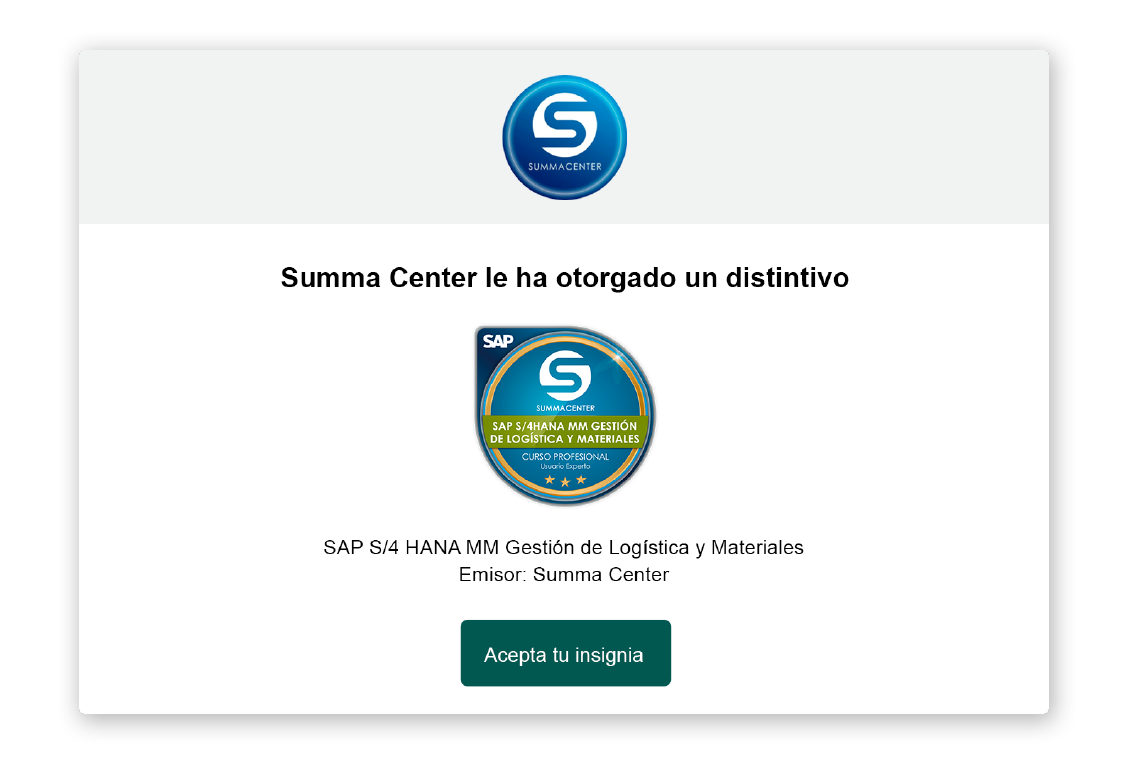 SUMMACENTER
Summa Center le ha otorgado un distintivo
SAP
SUMMACENTER
SAP S/4HANA MM GESTIÓN
DE LOGÍSTICA Y MATERIALES
CURSO PROFESIONAL
Usuario Experto
SAP S/4 HANA MM Gestión de Logística y Materiales
Emisor: Summa Center
Acepta tu insignia